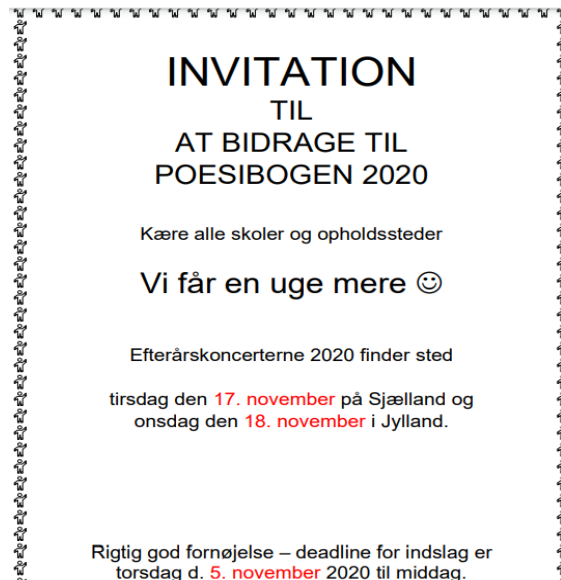 INVITATION
TIL
AT BIDRAGE TIL
POESIBOGEN 2020
Kære alle skoler og opholdssteder
Vi får en uge mere ☺
Efterårskoncerterne 2020 finder sted
tirsdag den 17. november på Sjælland og
onsdag den 18. november i Jylland.
Rigtig god fornøjelse – deadline for indslag er
torsdag d. 5. november 2020 til middag.